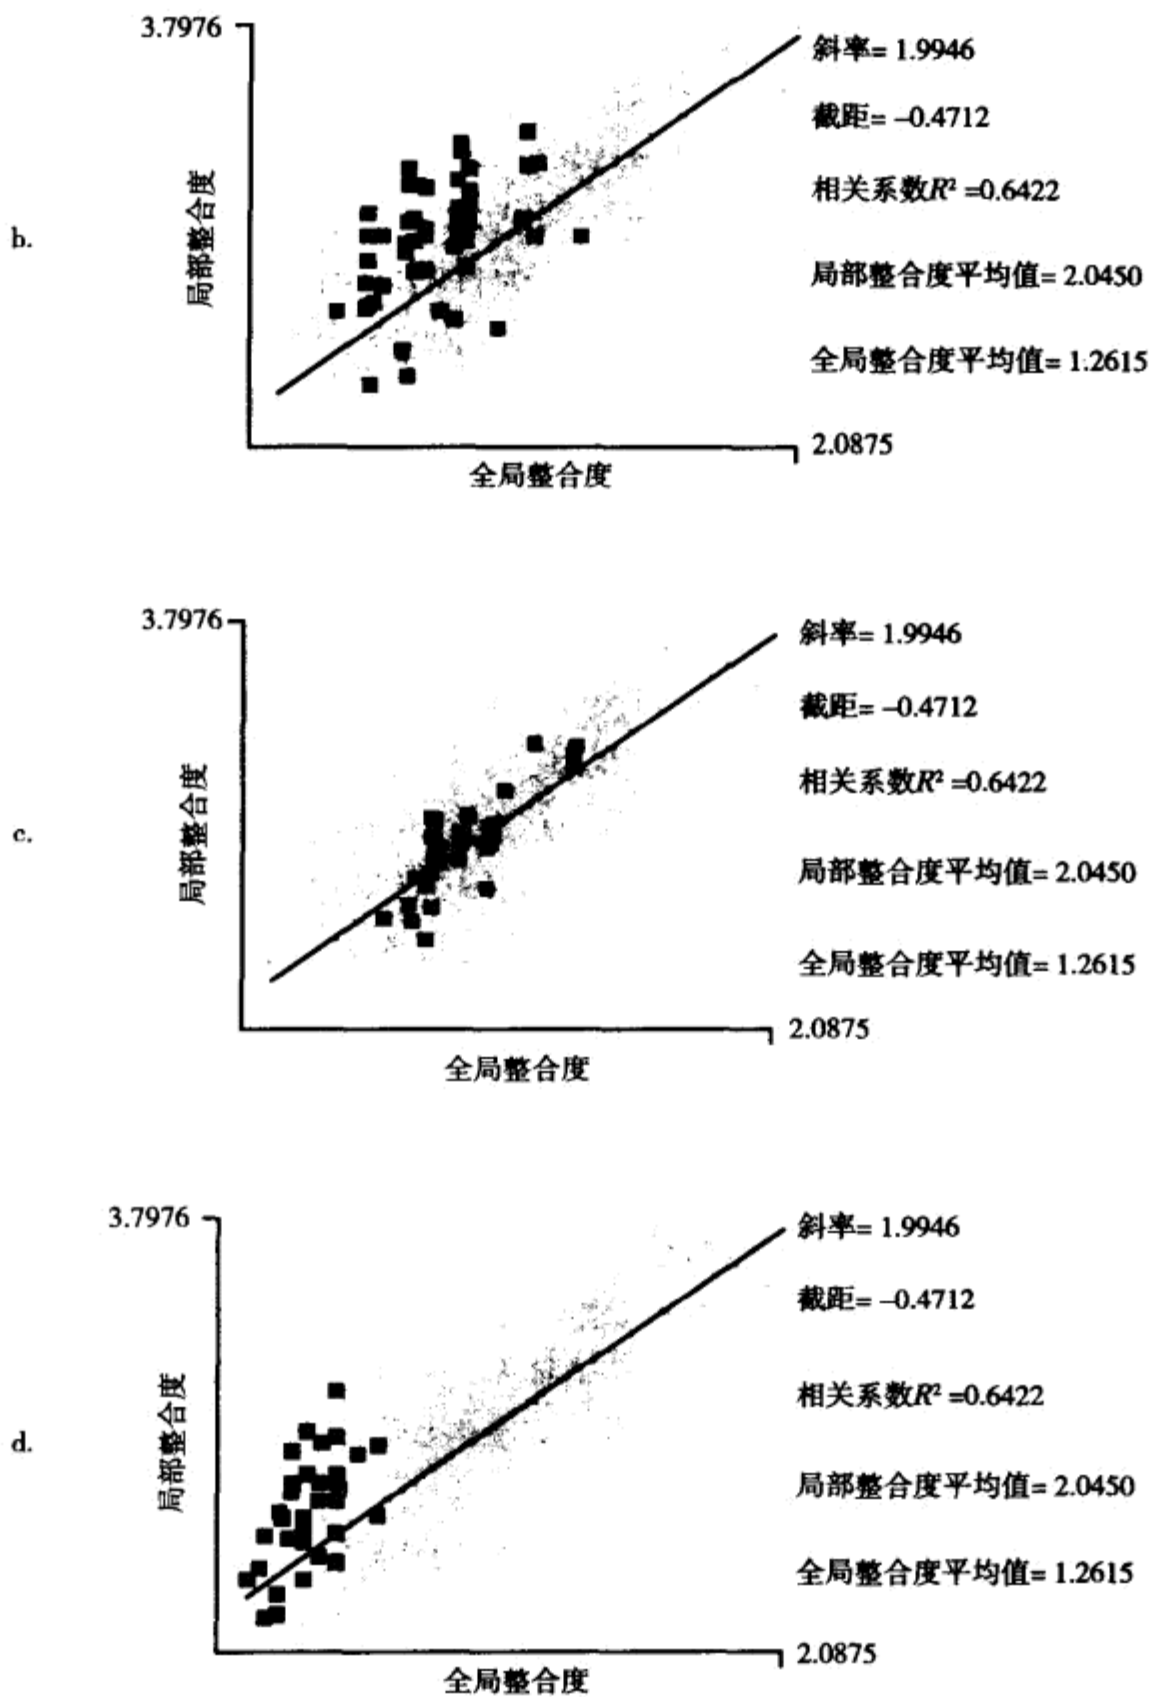 3.7976
斜率= 1.9946
截距= –0.4712
相关系数R² =0.6422
局部整合度平均值= 2.0450
全局整合度平均值= 1.2615
b.
局部整合度
2.0875
全局整合度
3.7976
斜率= 1.9946
截距= –0.4712
相关系数R² =0.6422
局部整合度平均值= 2.0450
全局整合度平均值= 1.2615
c.
局部整合度
2.0875
全局整合度
3.7976
斜率= 1.9946
截距= –0.4712
相关系数R² =0.6422
局部整合度平均值= 2.0450
全局整合度平均值= 1.2615
d.
局部整合度
2.0875
全局整合度